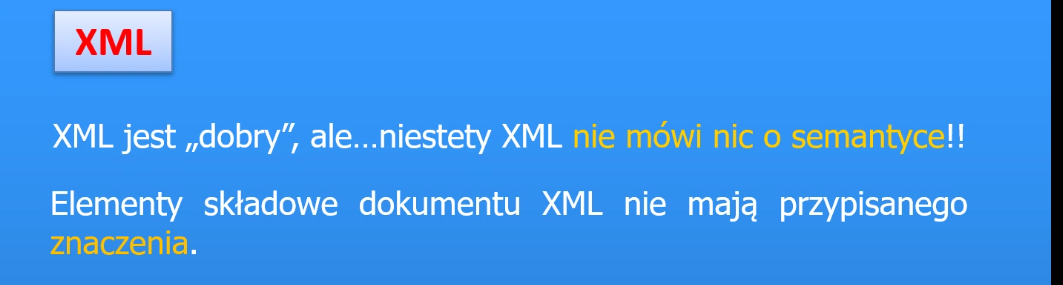 XML
XML jest „dobry”, ale…niestety XML nie mówi nic o semantyce!!
Elementy składowe dokumentu XML nie mają przypisanego
znaczenia.